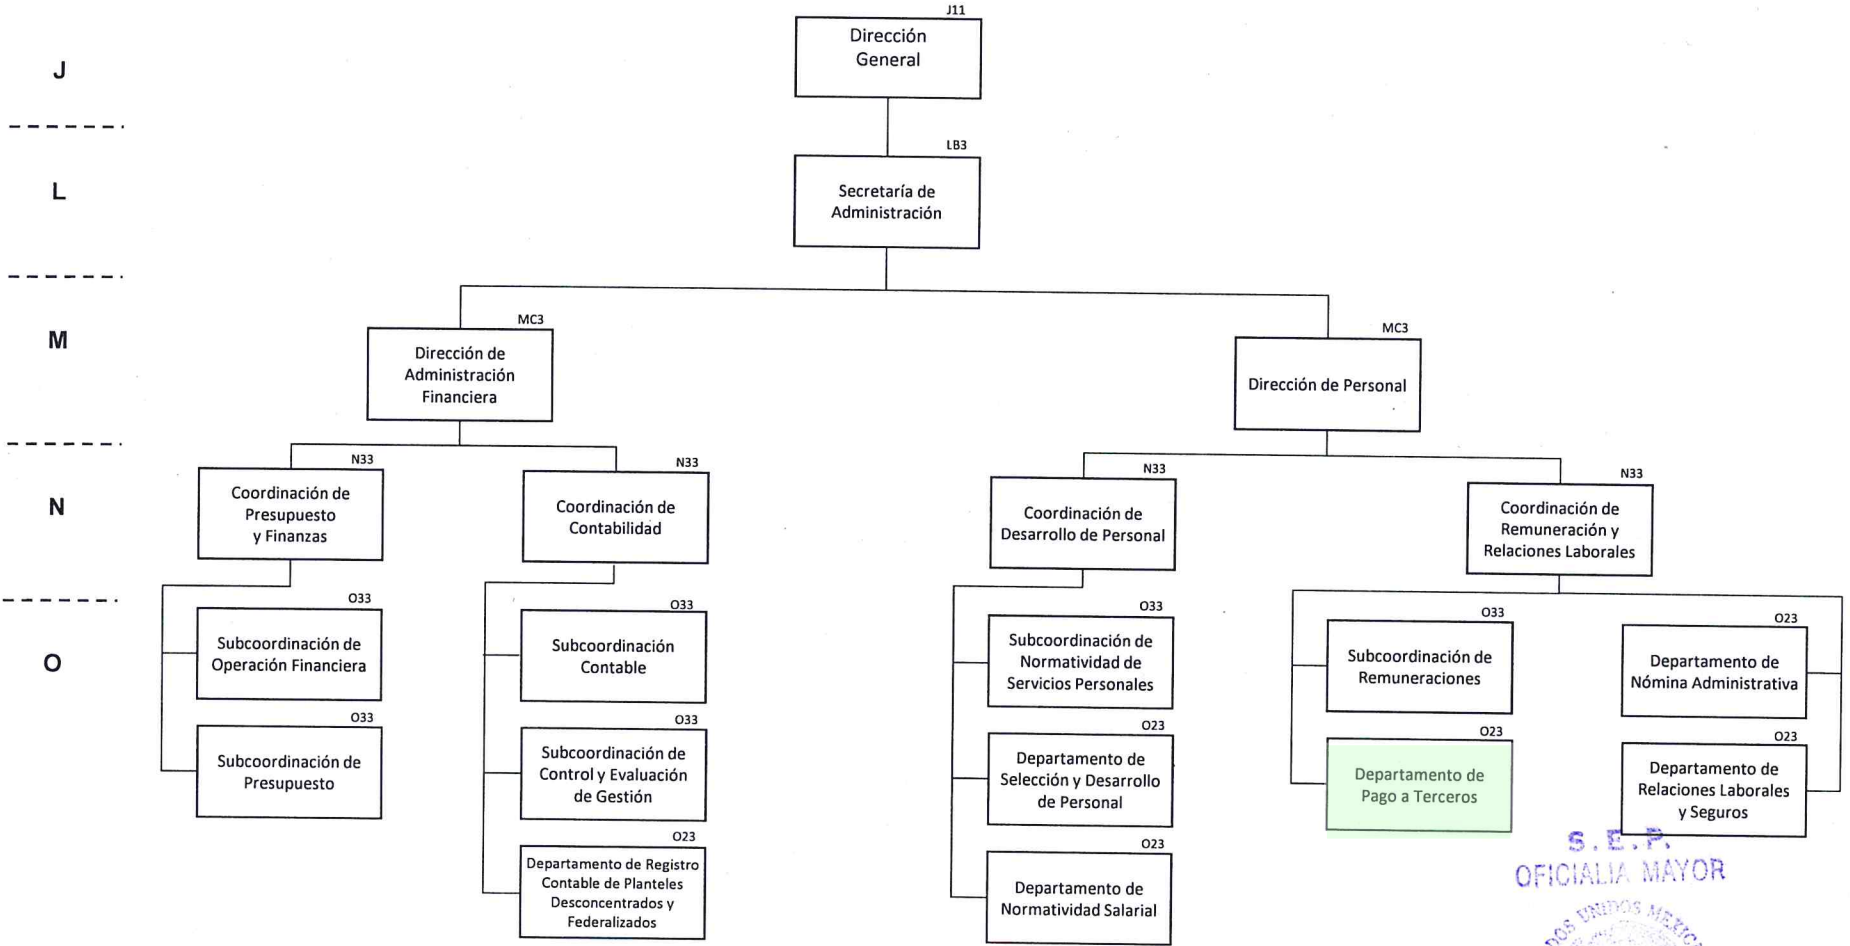 J11
Dirección
General
J
LB3
L
Secretaría de
Administración
MC3
MC3
M
Dirección de
Administración
Financiera
Dirección de Personal
N33
N33
N33
N33
N
Coordinación de
Presupuesto
y Finanzas
Coordinación de
Contabilidad
Coordinación de
Desarrollo de Personal
Coordinación de
Remuneración y
Relaciones Laborales
O
O33
Subcoordinación de
Operación Financiera
O33
Subcoordinación de
Presupuesto
O33
Subcoordinación
Contable
O33
Subcoordinación de
Control y Evaluación
de Gestión
O23
Departamento de Registro
Contable de Planteles
Desconcentrados y
Federalizados
O33
Subcoordinación de
Normatividad de
Servicios Personales
O23
Departamento de
Selección y Desarrollo
de Personal
O23
Departamento de
Normatividad Salarial
O33
Subcoordinación de
Remuneraciones
O23
Departamento de
Pago a Terceros
O23
Departamento de
Nómina Administrativa
O23
Departamento de
Relaciones Laborales
y Seguros
S.E.P.
OFICIALIA MAYOR
UNIDOS